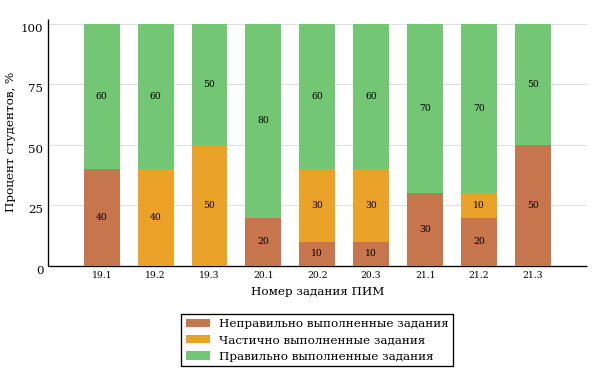 Процент студентов, %
100
75
50
25
0
60 60 50 80 60 60 70 70 50
40 40 50 20 30 30 30 10 50
10 10 20
19.1 19.2 19.3 20.1 20.2 20.3 21.1 21.2 21.3
Номер задания ПИМ
Неправильно выполненные задания
Частично выполненные задания
Правильно выполненные задания